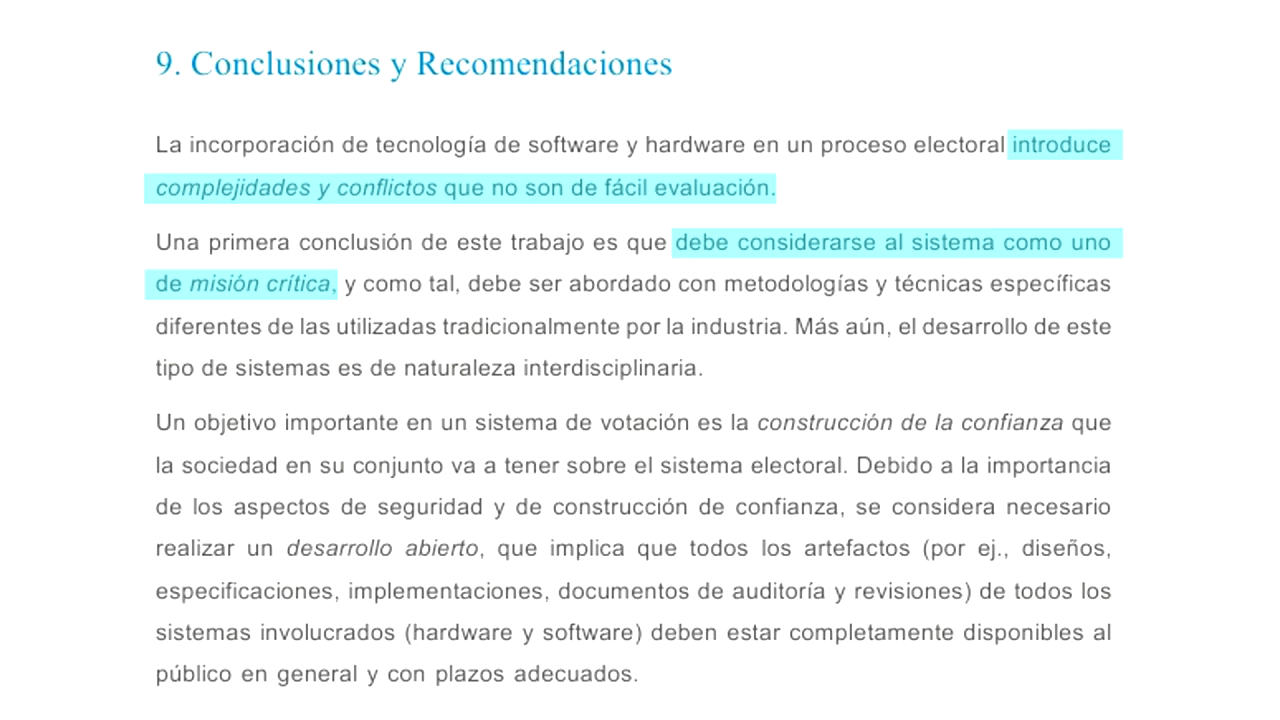 9. Conclusiones y Recomendaciones
La incorporación de tecnología de software y hardware en un proceso electoral introduce
complejidades y conflictos que no son de fácil evaluación.
Una primera conclusión de este trabajo es que debe considerarse al sistema como uno
de misión crítica, y como tal, debe ser abordado con metodologías y técnicas específicas
diferentes de las utilizadas tradicionalmente por la industria. Más aún, el desarrollo de este
tipo de sistemas es de naturaleza interdisciplinaria.
Un objetivo importante en un sistema de votación es la construcción de la confianza que
la sociedad en su conjunto va a tener sobre el sistema electoral. Debido a la importancia
de los aspectos de seguridad y de construcción de confianza, se considera necesario
realizar un desarrollo abierto, que implica que todos los artefactos (por ej., diseños,
especificaciones, implementaciones, documentos de auditoría y revisiones) de todos los
sistemas involucrados (hardware y software) deben estar completamente disponibles al
público en general y con plazos adecuados.